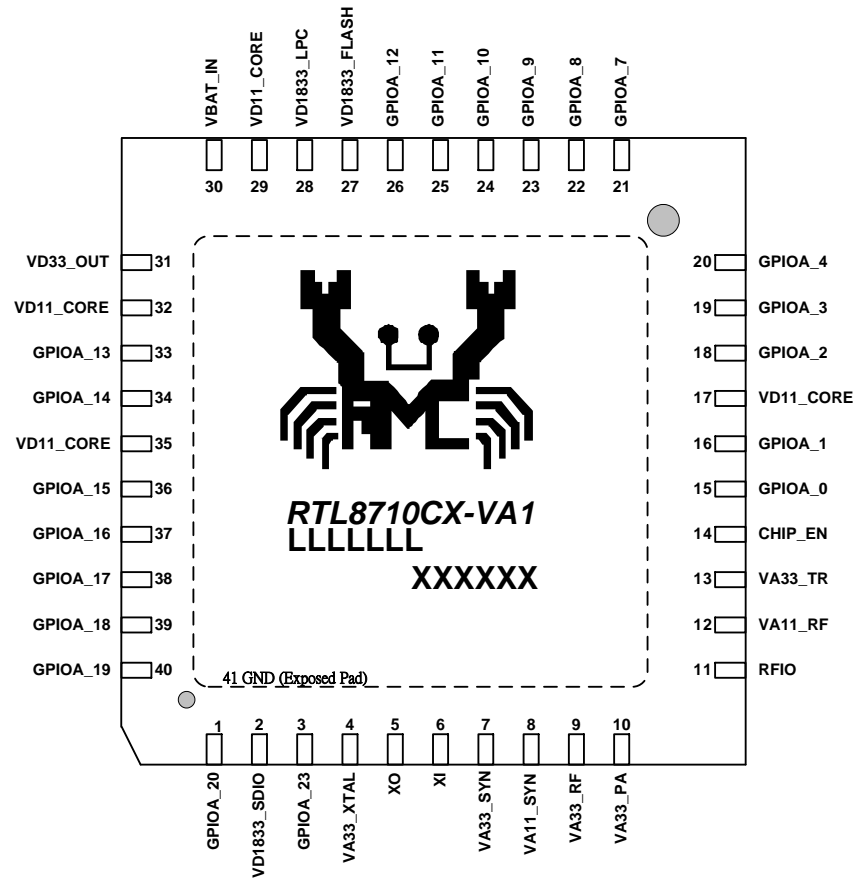 VBAT_IN
VD11_CORE
VD1833_LPC
VD1833_FLASH
GPIOA_12
GPIOA_11
GPIOA_10
GPIOA_9
GPIOA_8
GPIOA_7
30 29 28 27 26 25 24 23 22 21
VD33_OUT 31
VD11_CORE 32
GPIOA_13 33
GPIOA_14 34
VD11_CORE 35
GPIOA_15 36
GPIOA_16 37
GPIOA_17 38
GPIOA_18 39
GPIOA_19 40
RTL8710CX-VA1
LLLLLLL
XXXXXX
41 GND (Exposed Pad)
20 GPIOA_4
19 GPIOA_3
18 GPIOA_2
17 VD11_CORE
16 GPIOA_1
15 GPIOA_0
14 CHIP_EN
13 VA33_TR
12 VA11_RF
11 RFIO
1 2 3 4 5 6 7 8 9 10
GPIOA_20
VD1833_SDIO
GPIOA_23
VA33_XTAL
XO
XI
VA33_SYN
VA11_SYN
VA33_RF
VA33_PA